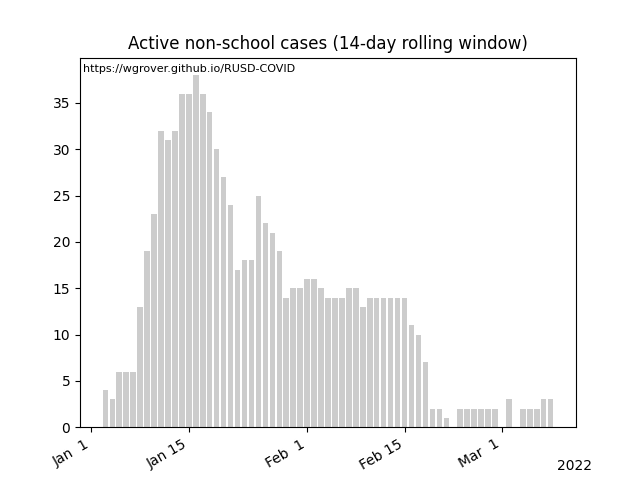 Active non-school cases (14-day rolling window)
https://wgrover.github.io/RUSD-COVID
35
30
25
20
15
10
5
0
Jan 1
Jan 15
Feb 1
Feb 15
Mar 1
2022